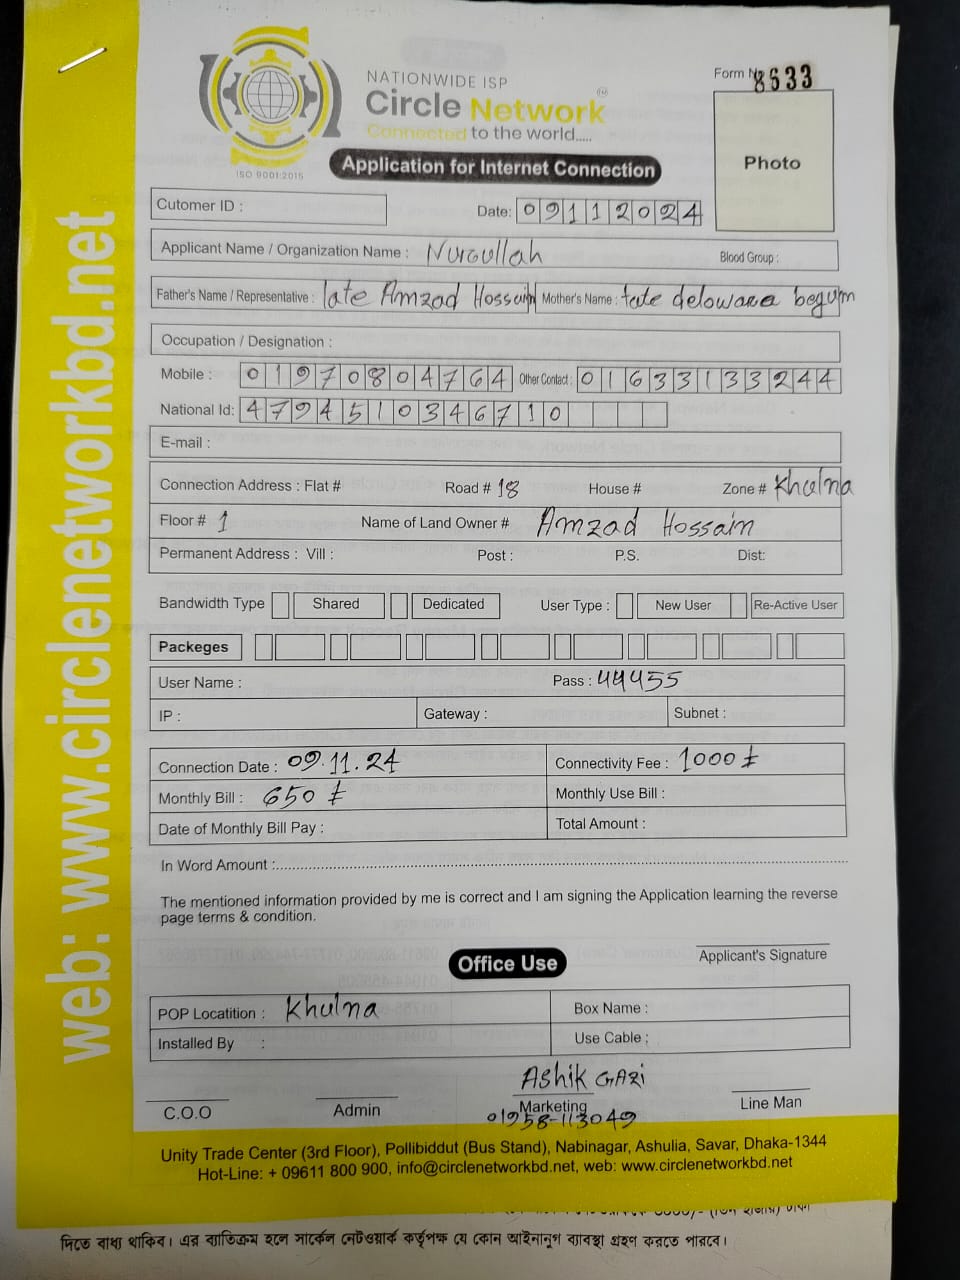 web: www.circlenetworkbd.net
NATIONWIDE ISP
Circle Network
Connected to the world.....
ISO 9001:2015
Application for Internet Connection
Form No 8533
Photo
Cutomer ID :
Date: 09112024
Applicant Name / Organization Name : Nurullah Blood Group :
Father's Name / Representative : late Amzad Hossain Mother's Name : late delowara begum
Occupation / Designation :
Mobile : 01970804764 Other Contact : 01633133244
National Id: 4794510346710
E-mail :
Connection Address : Flat # Road # 18 House # Zone # Khulna
Floor # 1 Name of Land Owner # Amzad Hossain
Permanent Address : Vill : Post : P.S. Dist:
Bandwidth Type Shared Dedicated User Type : New User Re-Active User
Packeges
User Name : Pass : 44455
IP : Gateway : Subnet :
Connection Date : 09.11.24 Connectivity Fee : 1000 ৳
Monthly Bill : 650 ৳ Monthly Use Bill :
Date of Monthly Bill Pay : Total Amount :
In Word Amount :
The mentioned information provided by me is correct and I am signing the Application learning the reverse
page terms & condition.
Applicant's Signature
Office Use
POP Locatition : Khulna Box Name :
Installed By : Use Cable :
Ashik Gazi
C.O.O Admin Marketing Line Man
01958-113049
Unity Trade Center (3rd Floor), Pollibiddut (Bus Stand), Nabinagar, Ashulia, Savar, Dhaka-1344
Hot-Line: + 09611 800 900, info@circlenetworkbd.net, web: www.circlenetworkbd.net
দিতে বাধ্য থাকিব। এর ব্যতিক্রম হলে সার্কেল নেটওয়ার্ক কর্তৃপক্ষ যে কোন আইনানুগ ব্যবস্থা গ্রহণ করতে পারবে।